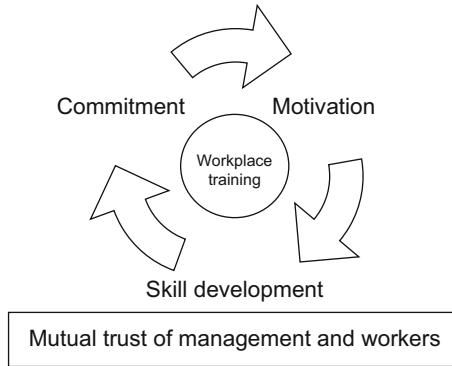 Commitment
Motivation
Workplace
training
Skill development
Mutual trust of management and workers